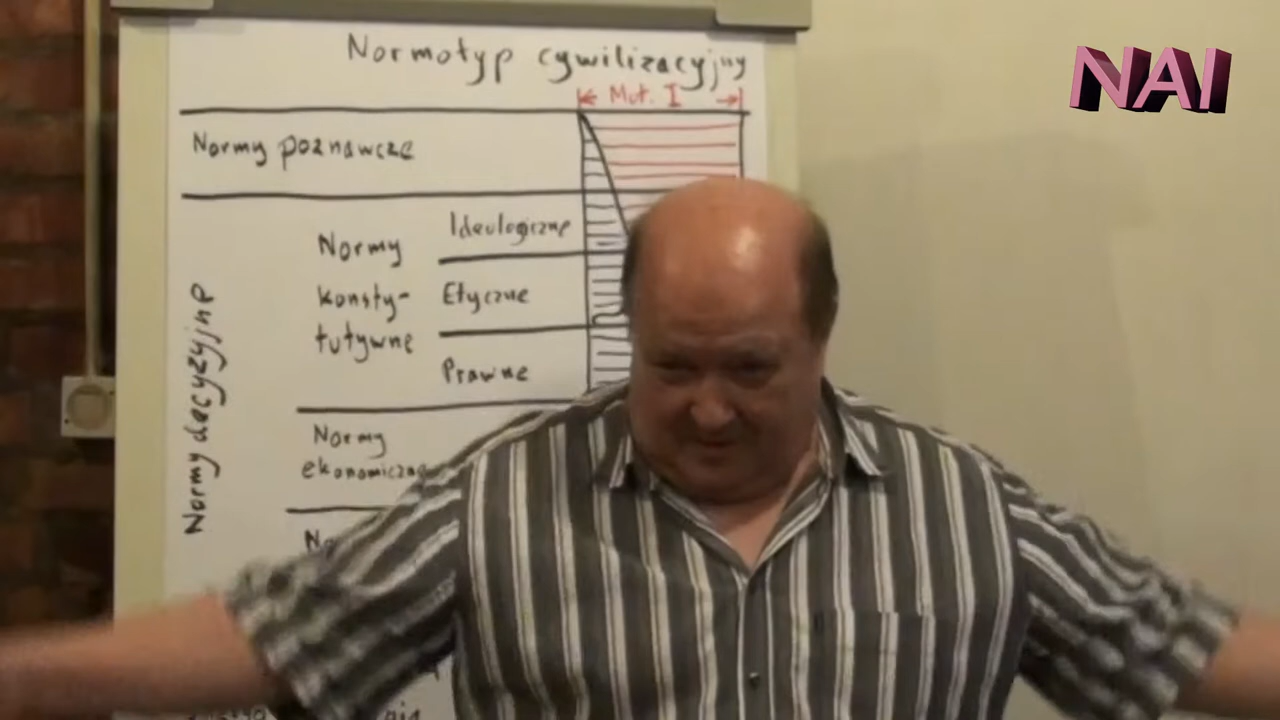 Normotyp cywilizacyjny
Mot. I
Normy poznawcze
Normy decyzyjne
Normy
konsty-
tutywne
Ideologiczne
Etyczne
Prawne
Normy
ekonomiczne
NAI